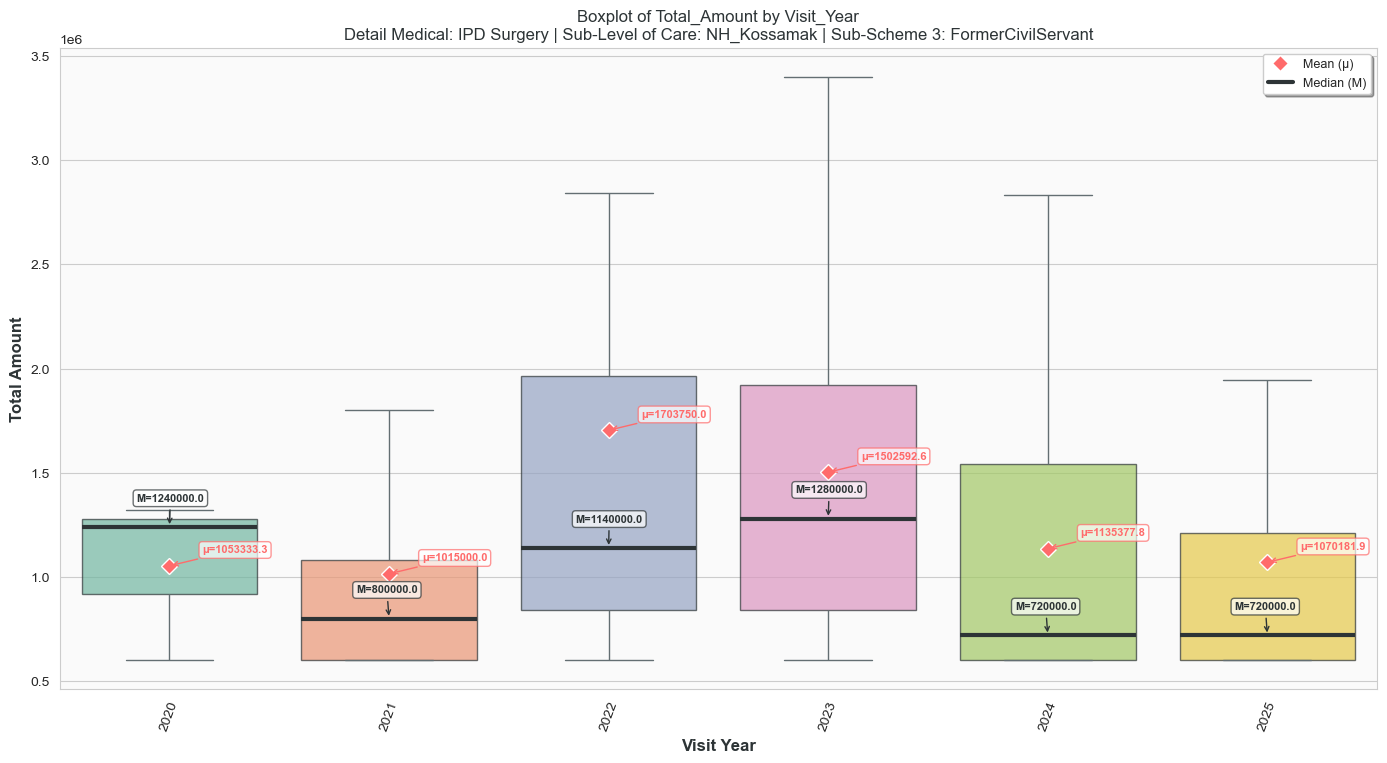 Boxplot of Total_Amount by Visit_Year
Detail Medical: IPD Surgery | Sub-Level of Care: NH_Kossamak | Sub-Scheme 3: FormerCivilServant
1e6
3.5
3.0
2.5
2.0
1.5
1.0
0.5
Total Amount
Mean (μ)
Median (M)
M=1240000.0
μ=1053333.3
μ=1015000.0
M=800000.0
μ=1703750.0
M=1140000.0
μ=1502592.6
M=1280000.0
μ=1135377.8
M=720000.0
μ=1070181.9
M=720000.0
2020
2021
2022
2023
2024
2025
Visit Year